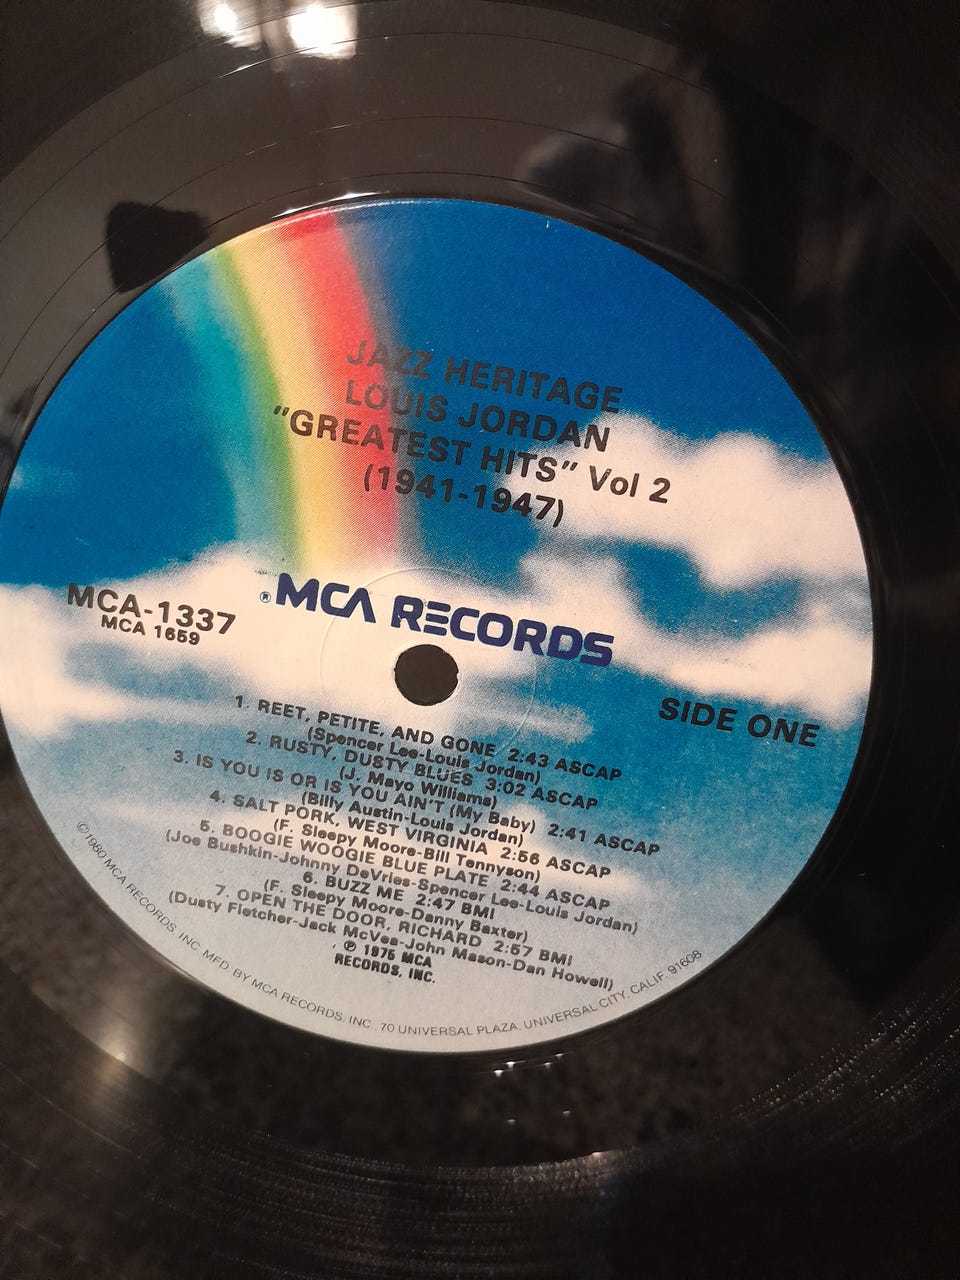 JAZZ HERITAGE
LOUIS JORDAN
"GREATEST HITS" Vol 2
(1941-1947)
® MCA RECORDS
MCA-1337
MCA 1659
SIDE ONE
1. REET, PETITE, AND GONE 2:43 ASCAP
(Spencer Lee-Louis Jordan)
2. RUSTY, DUSTY BLUES 3:02 ASCAP
(J. Mayo Williams)
3. IS YOU IS OR IS YOU AIN'T (My Baby) 2:41 ASCAP
(Billy Austin-Louis Jordan)
4. SALT PORK, WEST VIRGINIA 2:56 ASCAP
(F. Sleepy Moore-Bill Tennyson)
5. BOOGIE WOOGIE BLUE PLATE 2:44 ASCAP
(Joe Bushkin-Johnny DeVries-Spencer Lee-Louis Jordan)
6. BUZZ ME 2:47 BMI
(F. Sleepy Moore-Danny Baxter)
7. OPEN THE DOOR, RICHARD 2:57 BMI
(Dusty Fletcher-Jack McVea-John Mason-Dan Howell)
℗ 1975 MCA
RECORDS, INC.
© 1980 MCA RECORDS, INC. MFD. BY MCA RECORDS, INC., 70 UNIVERSAL PLAZA, UNIVERSAL CITY, CALIF. 91608